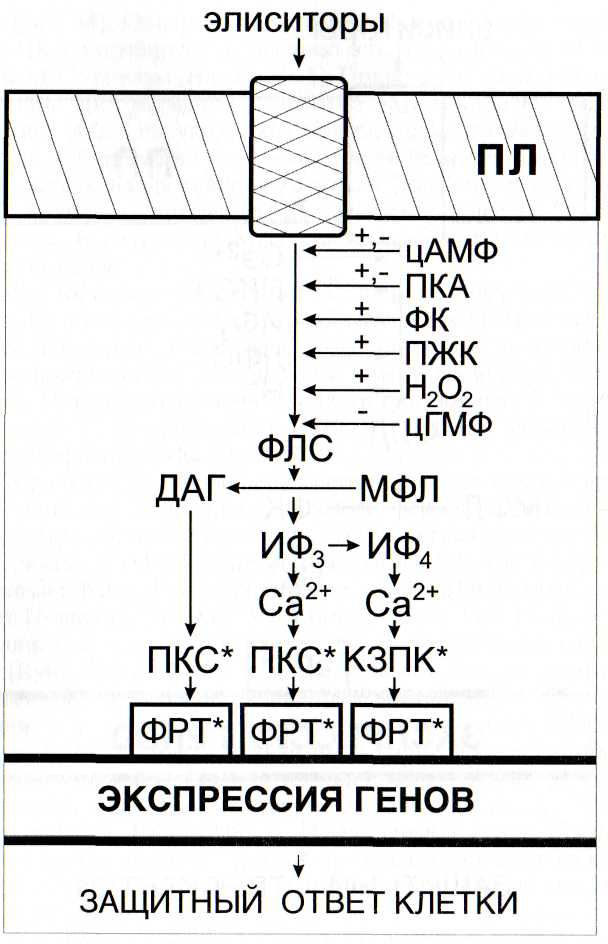 элиситоры
ПЛ
+,- цАМФ
+,- ПКА
+ ФК
+ ПЖК
+ H₂O₂
- цГМФ
ФЛС
ДАГ МФЛ
ИФ₃ ИФ₄
Ca²⁺ Ca²⁺
ПКС* ПКС* КЗПК*
ФРТ* ФРТ* ФРТ*
ЭКСПРЕССИЯ ГЕНОВ
ЗАЩИТНЫЙ ОТВЕТ КЛЕТКИ